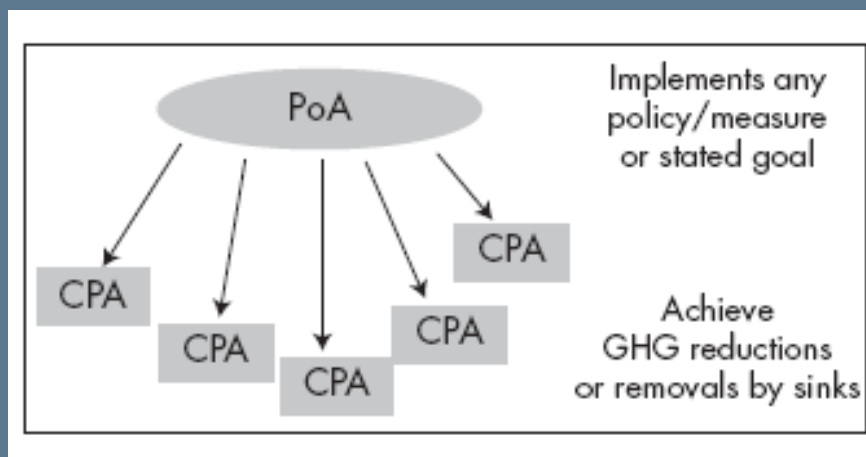 PoA
Implements any
policy/measure
or stated goal
CPA
CPA
CPA
CPA
CPA
Achieve
GHG reductions
or removals by sinks